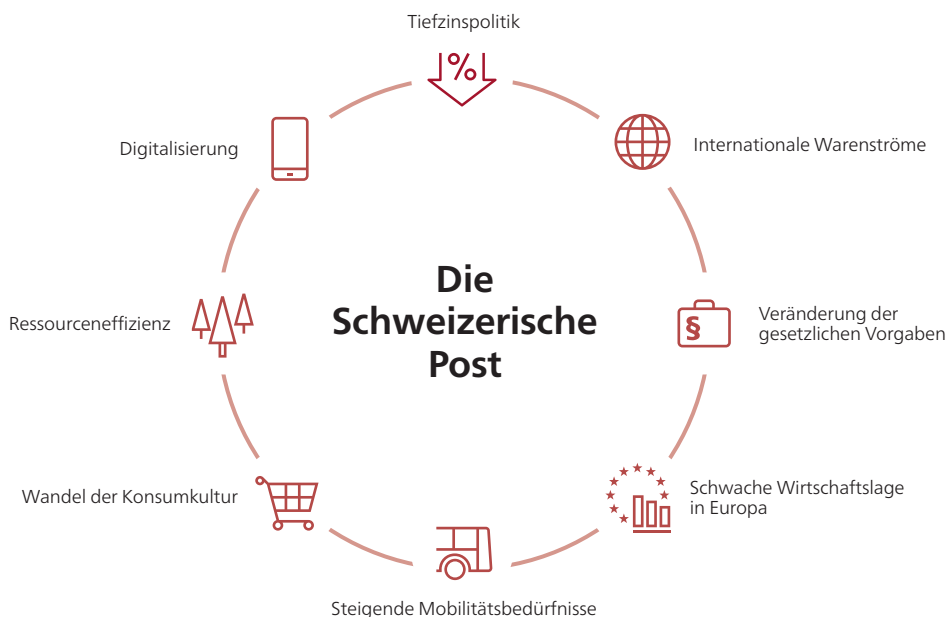 Tiefzinspolitik
%
Digitalisierung
Internationale Warenströme
Die
Schweizerische
Post
Ressourceneffizienz
§
Veränderung der
gesetzlichen Vorgaben
Wandel der Konsumkultur
Schwache Wirtschaftslage
in Europa
Steigende Mobilitätsbedürfnisse